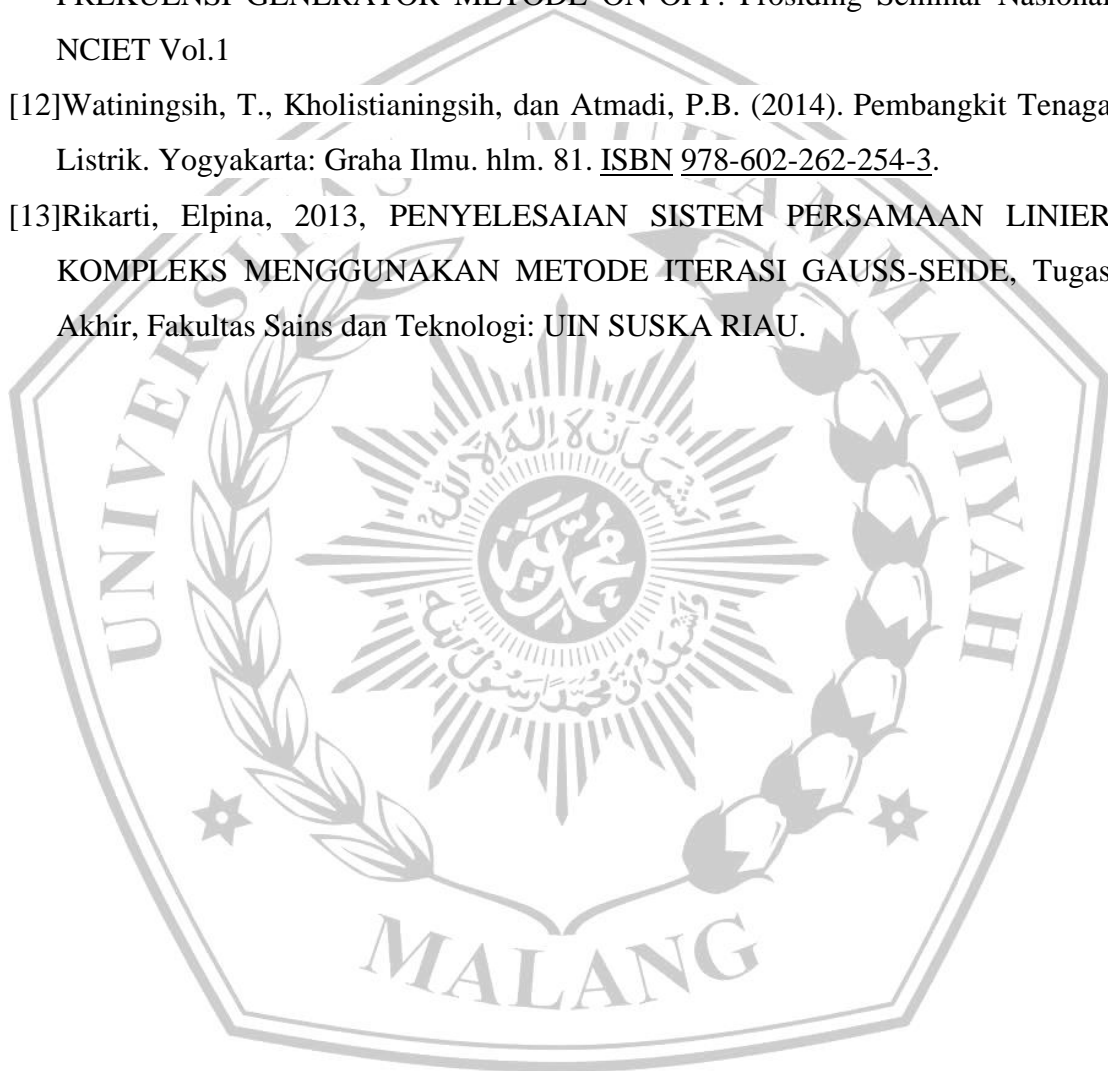 FREKUENSI GENERATOR METODE ON-OFF. Prosiding Seminar Nasional
NCIET Vol.1
[12]Watiningsih, T., Kholistianingsih, dan Atmadi, P.B. (2014). Pembangkit Tenaga
Listrik. Yogyakarta: Graha Ilmu. hlm. 81. ISBN 978-602-262-254-3.
[13]Rikarti, Elpina, 2013, PENYELESAIAN SISTEM PERSAMAAN LINIER
KOMPLEKS MENGGUNAKAN METODE ITERASI GAUSS-SEIDE, Tugas
Akhir, Fakultas Sains dan Teknologi: UIN SUSKA RIAU.
UNIVERSITAS MUHAMMADIYAH
MALANG